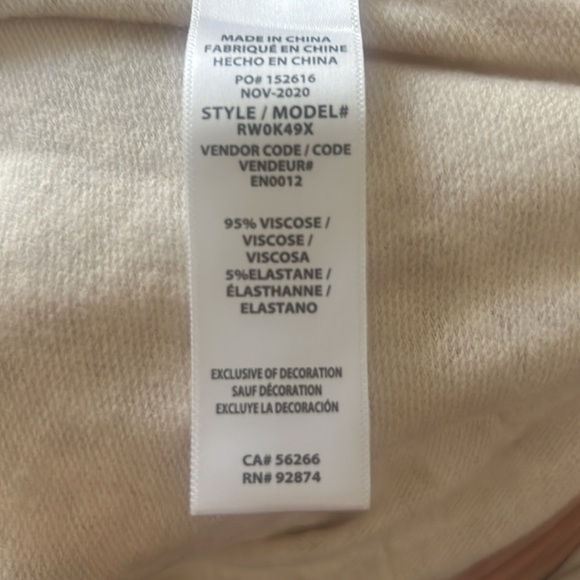 MADE IN CHINA
FABRIQUÉ EN CHINE
HECHO EN CHINA
PO# 152616
NOV-2020
STYLE / MODEL#
RW0K49X
VENDOR CODE / CODE
VENDEUR#
EN0012
95% VISCOSE /
VISCOSE /
VISCOSA
5%ELASTANE /
ÉLASTHANNE /
ELASTANO
EXCLUSIVE OF DECORATION
SAUF DÉCORATION
EXCLUYE LA DECORACIÓN
CA# 56266
RN# 92874